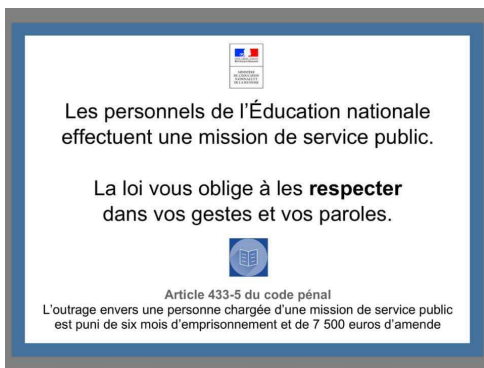 Les personnels de l'Éducation nationale
effectuent une mission de service public.
La loi vous oblige à les respecter
dans vos gestes et vos paroles.
Article 433-5 du code pénal
L'outrage envers une personne chargée d'une mission de service public
est puni de six mois d'emprisonnement et de 7 500 euros d'amende